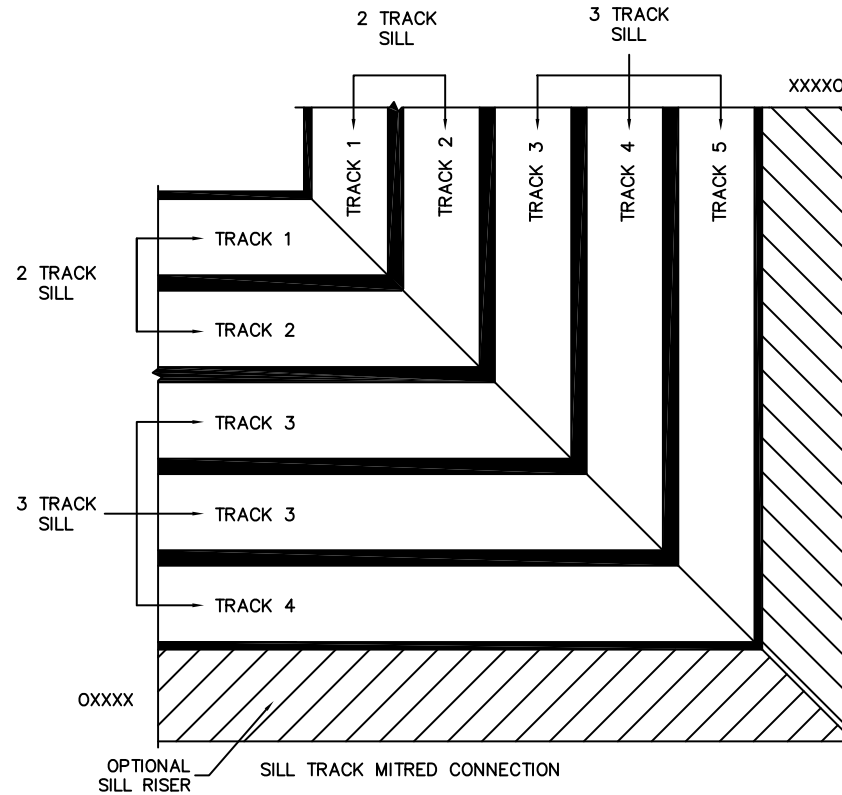 2 TRACK
SILL
3 TRACK
SILL
XXXXO
TRACK 1
TRACK 2
TRACK 3
TRACK 4
TRACK 5
2 TRACK
SILL
TRACK 1
TRACK 2
3 TRACK
SILL
TRACK 3
TRACK 3
TRACK 4
OXXXX
OPTIONAL
SILL RISER
SILL TRACK MITRED CONNECTION